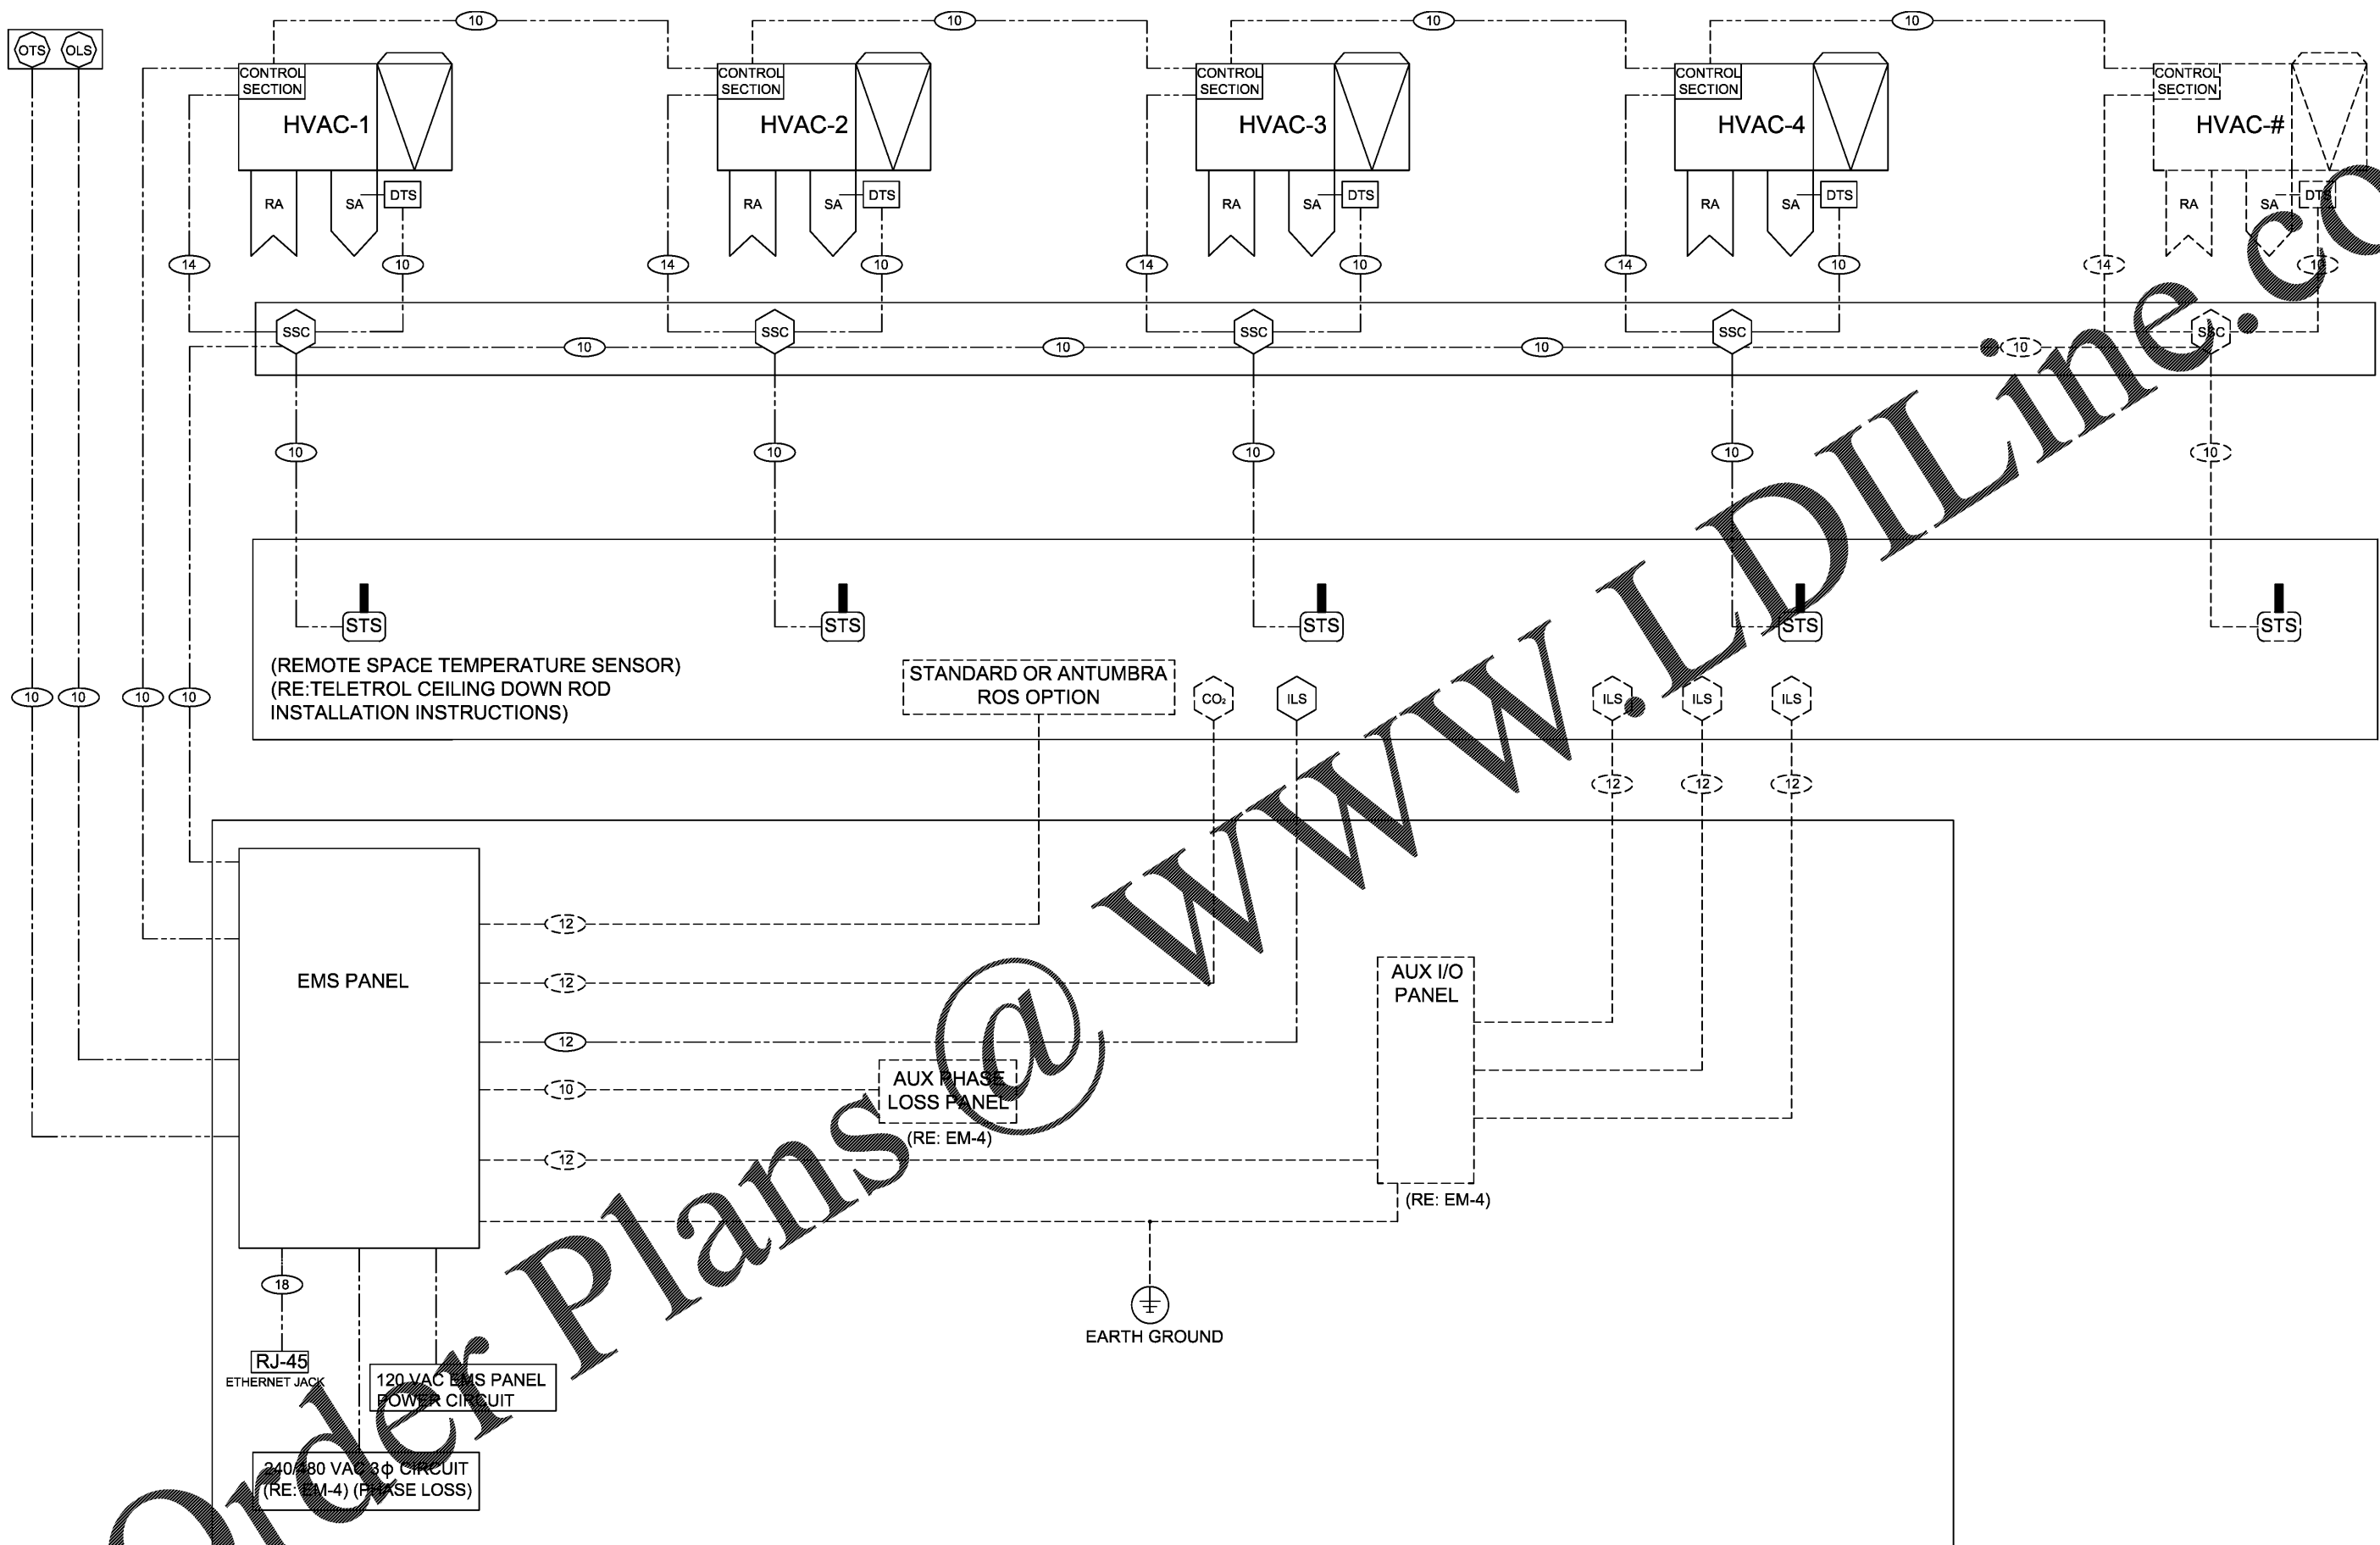 10 10 10 10
OTS OLS
CONTROL SECTION CONTROL SECTION CONTROL SECTION CONTROL SECTION CONTROL SECTION
HVAC-1 HVAC-2 HVAC-3 HVAC-4 HVAC-#
RA SA DTS RA SA DTS RA SA DTS RA SA DTS RA SA DTS
14 10 14 10 14 10 14 10 14 10
SSC SSC SSC SSC SSC
10 10 10 10
10 10 10 10 10
STS STS STS STS STS
(REMOTE SPACE TEMPERATURE SENSOR)
(RE:TELETROL CEILING DOWN ROD
INSTALLATION INSTRUCTIONS)
STANDARD OR ANTUMBRA
ROS OPTION
CO₂ ILS ILS ILS ILS
10 10 10 10
12 12 12
EMS PANEL
12
12
12
10
12
AUX PHASE
LOSS PANEL
(RE: EM-4)
AUX I/O
PANEL
(RE: EM-4)
18
RJ-45
ETHERNET JACK
120 VAC EMS PANEL
POWER CIRCUIT
EARTH GROUND
240/480 VAC 3ϕ CIRCUIT
(RE: EM-4) (PHASE LOSS)
Order Plans @ www.LDILine.co